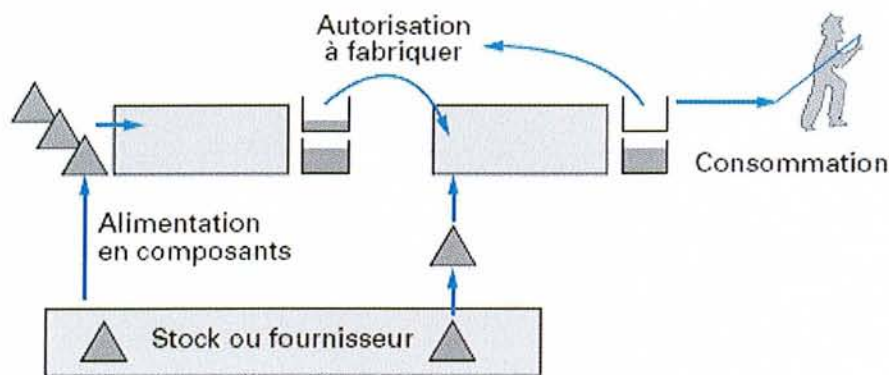 Autorisation
à fabriquer
Consommation
Alimentation
en composants
Stock ou fournisseur